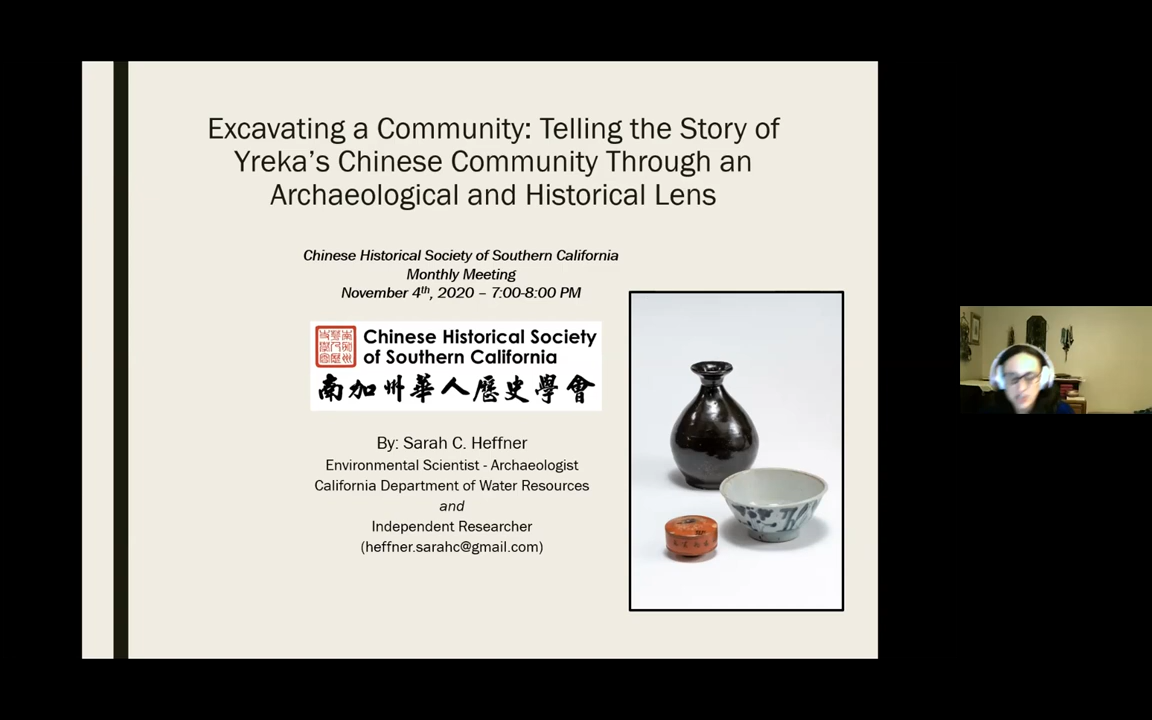 Excavating a Community: Telling the Story of
Yreka's Chinese Community Through an
Archaeological and Historical Lens
Chinese Historical Society of Southern California
Monthly Meeting
November 4th, 2020 – 7:00-8:00 PM
Chinese Historical Society
of Southern California
南加州華人歷史學會
By: Sarah C. Heffner
Environmental Scientist - Archaeologist
California Department of Water Resources
and
Independent Researcher
(heffner.sarahc@gmail.com)